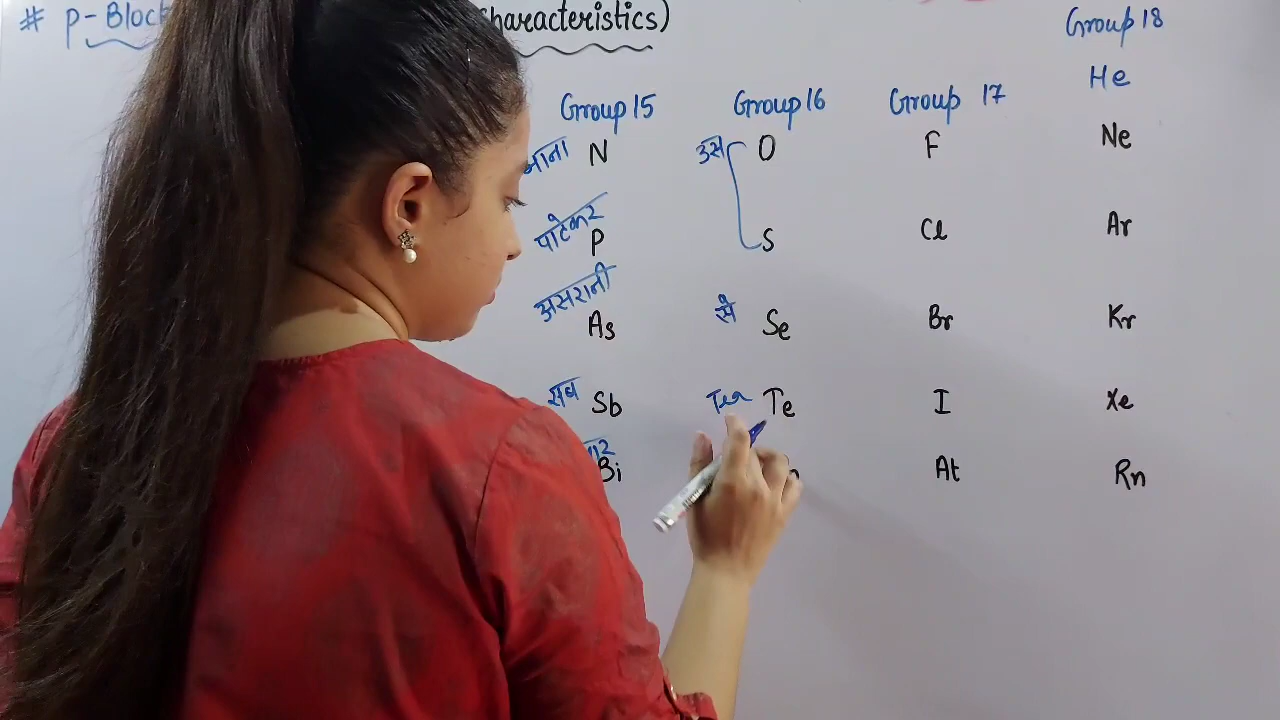 # p-Block characteristics)
Group 18
Group 15 Group 16 Group 17 He
नाना N उस O F Ne
पाटेकर P S Cl Ar
असरानी As से Se Br Kr
सब Sb Tea Te I Xe
Bi At Rn